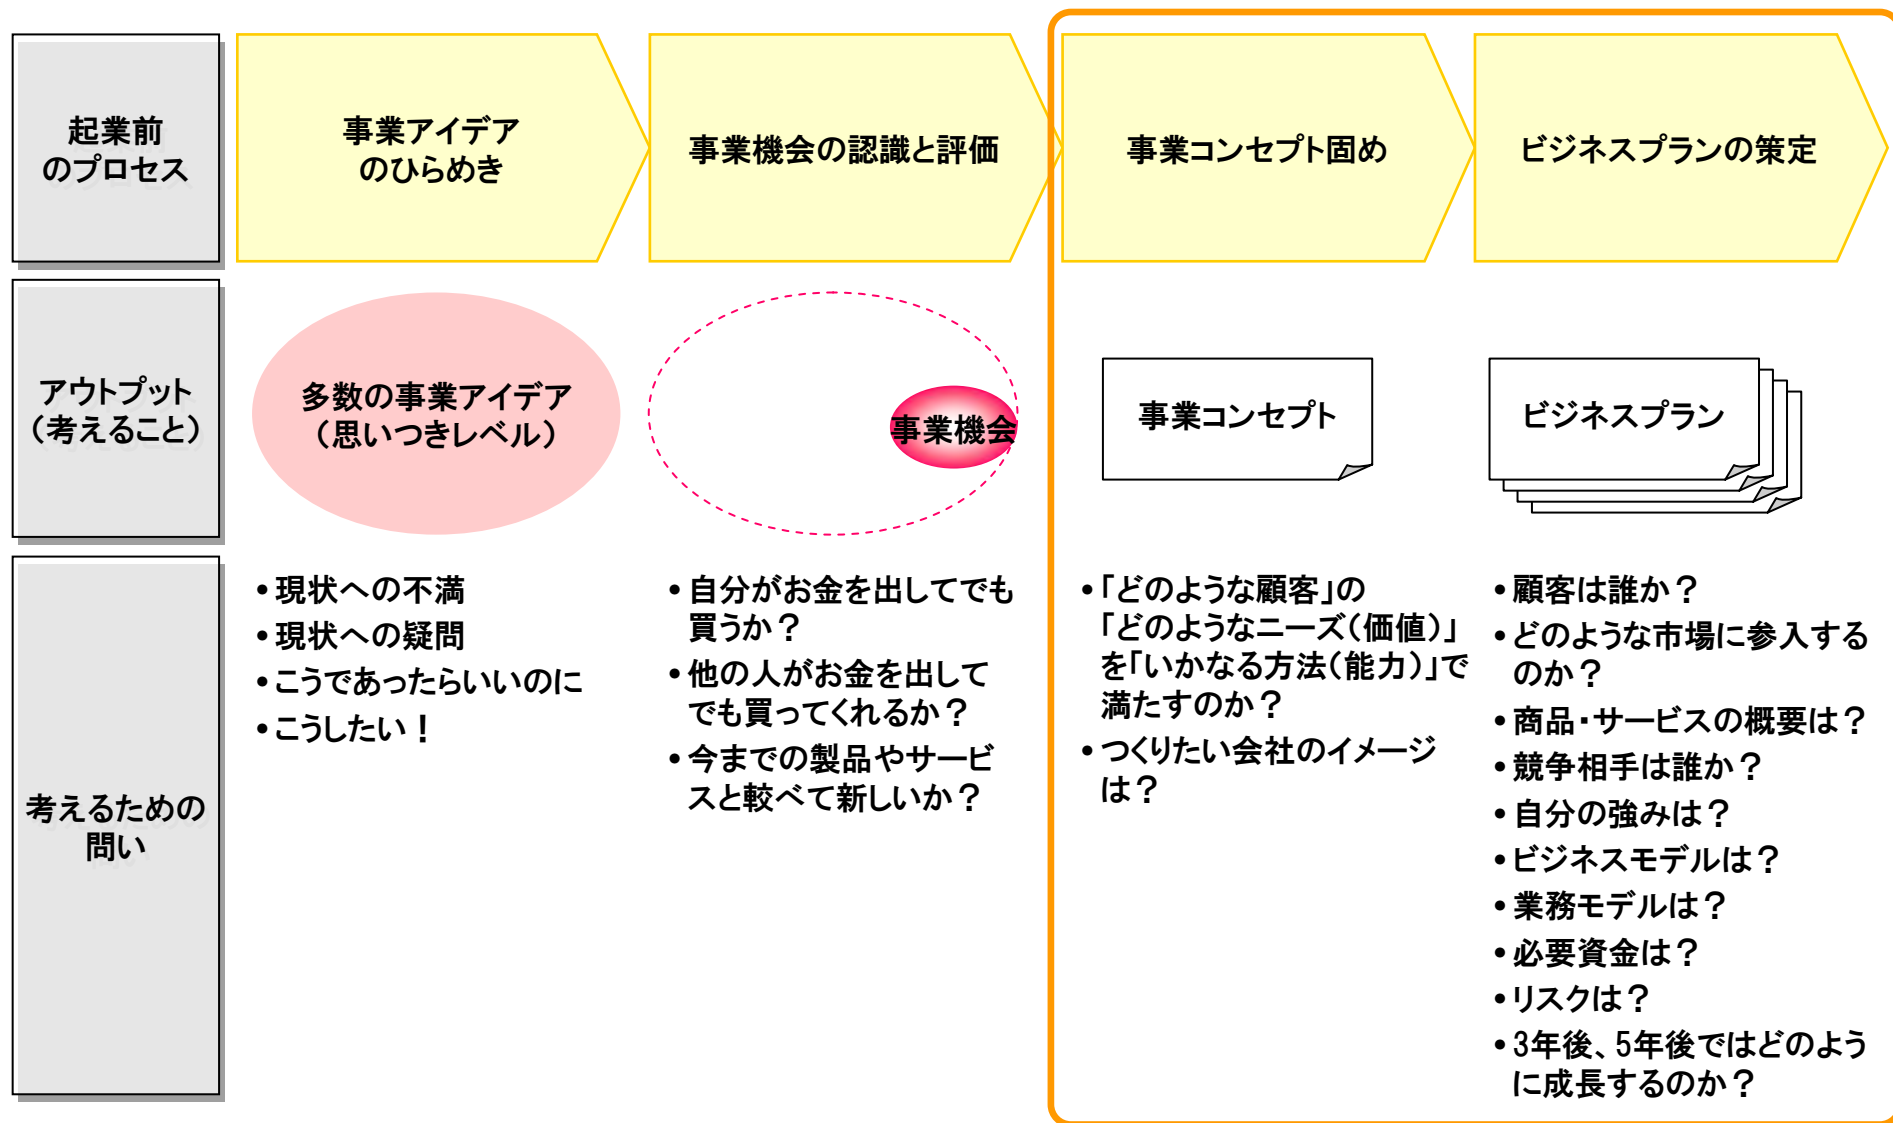 起業前
のプロセス
事業アイデア
のひらめき
事業機会の認識と評価
事業コンセプト固め
ビジネスプランの策定
アウトプット
（考えること）
多数の事業アイデア
（思いつきレベル）
事業機会
事業コンセプト
ビジネスプラン
考えるための
問い
•現状への不満
•現状への疑問
•こうであったらいいのに
•こうしたい！
•自分がお金を出してでも
買うか？
•他の人がお金を出して
でも買ってくれるか？
•今までの製品やサービ
スと較べて新しいか？
•「どのような顧客」の
「どのようなニーズ（価値）」
を「いかなる方法（能力）」で
満たすのか？
•つくりたい会社のイメージ
は？
•顧客は誰か？
•どのような市場に参入する
のか？
•商品・サービスの概要は？
•競争相手は誰か？
•自分の強みは？
•ビジネスモデルは？
•業務モデルは？
•必要資金は？
•リスクは？
•3年後、5年後ではどのよう
に成長するのか？